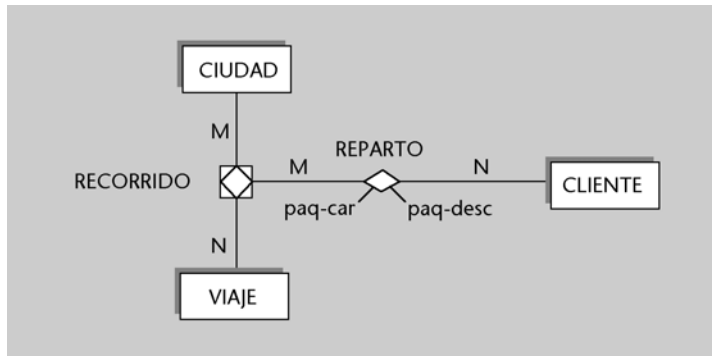 CIUDAD
M
REPARTO
RECORRIDO
M
N
CLIENTE
paq-car
paq-desc
N
VIAJE